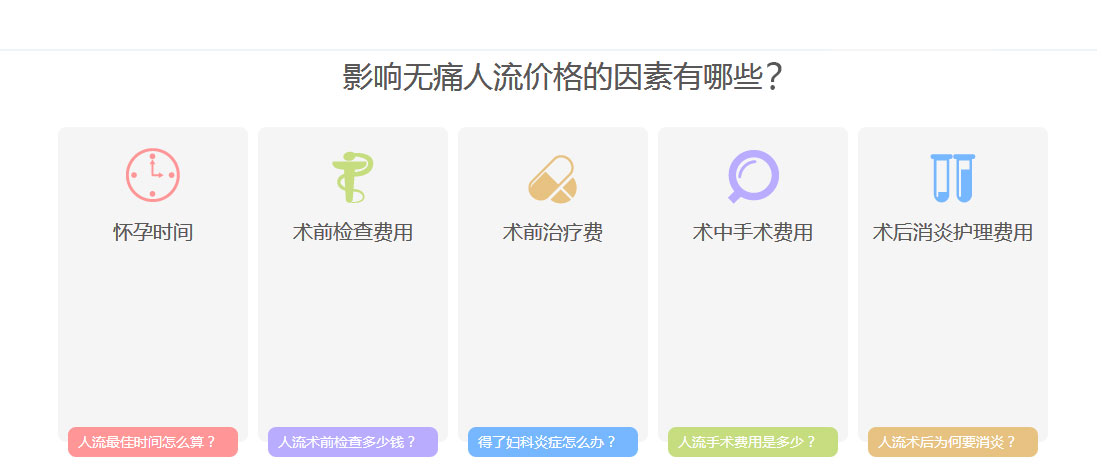 影响无痛人流价格的因素有哪些？
怀孕时间
术前检查费用
术前治疗费
术中手术费用
术后消炎护理费用
人流最佳时间怎么算？
人流术前检查多少钱？
得了妇科炎症怎么办？
人流手术费用是多少？
人流术后为何要消炎？